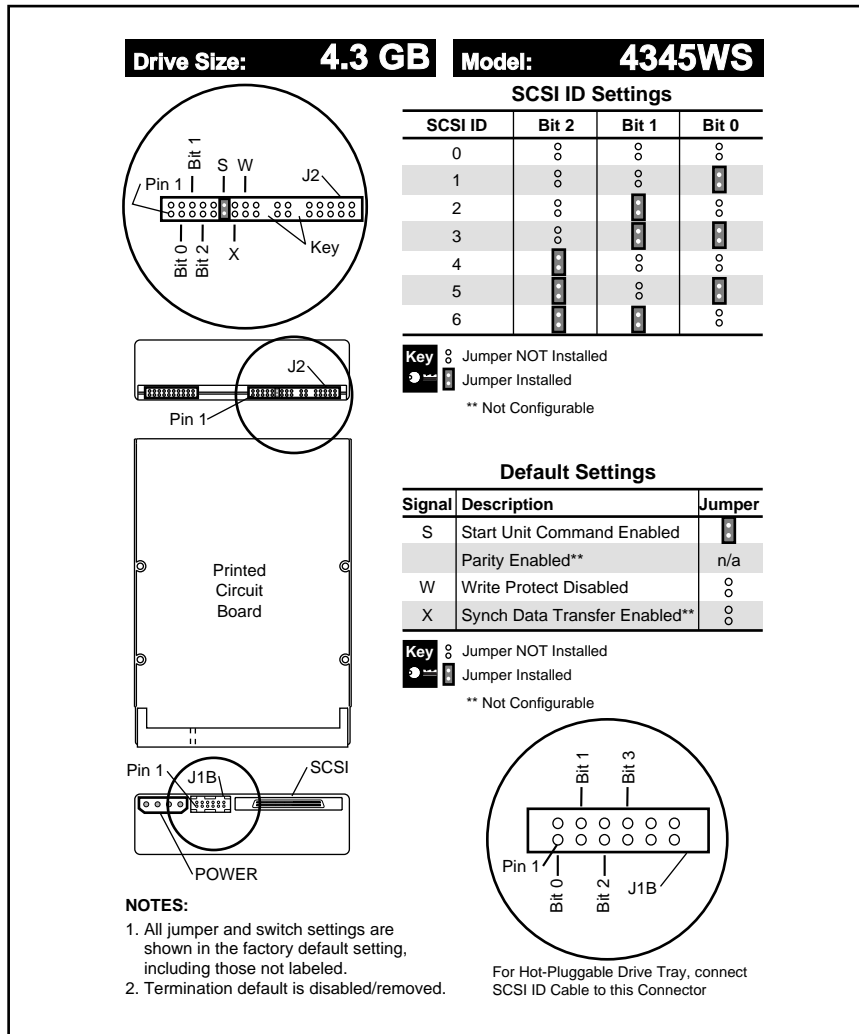 Drive Size: 4.3 GB
Model: 4345WS
Bit 1
S W
J2
Pin 1
Key
Bit 0
Bit 2
X
J2
Pin 1
Printed
Circuit
Board
Pin 1
J1B
SCSI
POWER
NOTES:
1. All jumper and switch settings are
shown in the factory default setting,
including those not labeled.
2. Termination default is disabled/removed.
SCSI ID Settings
SCSI ID Bit 2 Bit 1 Bit 0
0
1
2
3
4
5
6
Key Jumper NOT Installed
Jumper Installed
** Not Configurable
Default Settings
Signal Description Jumper
S Start Unit Command Enabled
Parity Enabled** n/a
W Write Protect Disabled
X Synch Data Transfer Enabled**
Key Jumper NOT Installed
Jumper Installed
** Not Configurable
Bit 1
Bit 3
Pin 1
Bit 0
Bit 2
J1B
For Hot-Pluggable Drive Tray, connect
SCSI ID Cable to this Connector